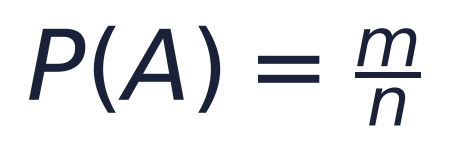 P(A) = m/n